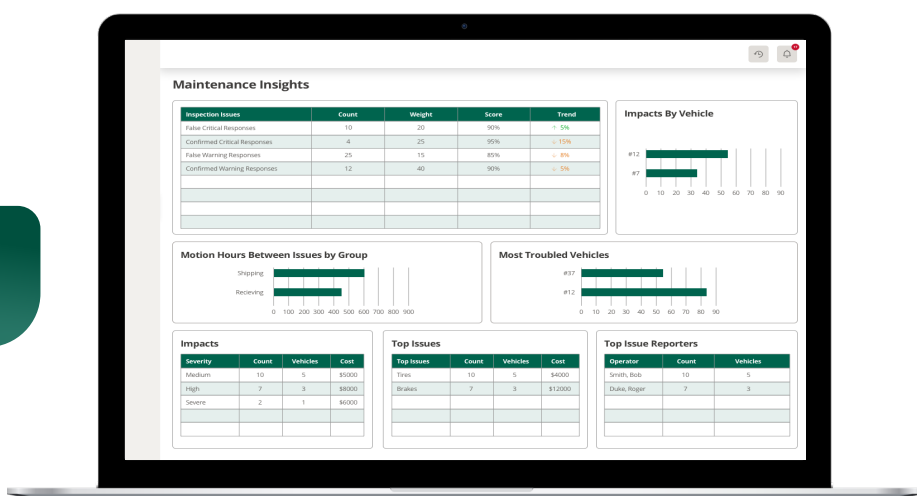 Maintenance Insights
Inspection Issues Count Weight Score Trend
False Critical Responses 10 20 90% 5%
Confirmed Critical Responses 4 25 95% 15%
False Warning Responses 25 15 85% 8%
Confirmed Warning Responses 12 40 90% 5%
Impacts By Vehicle
#12
#7
0 10 20 30 40 50 60 70 80 90
Motion Hours Between Issues by Group
Shipping
Recieving
0 100 200 300 400 500 600 700 800 900
Most Troubled Vehicles
#37
#12
0 10 20 30 40 50 60 70 80 90
Impacts
Severity Count Vehicles Cost
Medium 10 5 $5000
High 7 3 $8000
Severe 2 1 $6000
Top Issues
Top Issues Count Vehicles Cost
Tires 10 5 $4000
Brakes 7 3 $12000
Top Issue Reporters
Operator Count Vehicles
Smith, Bob 10 5
Duke, Roger 7 3